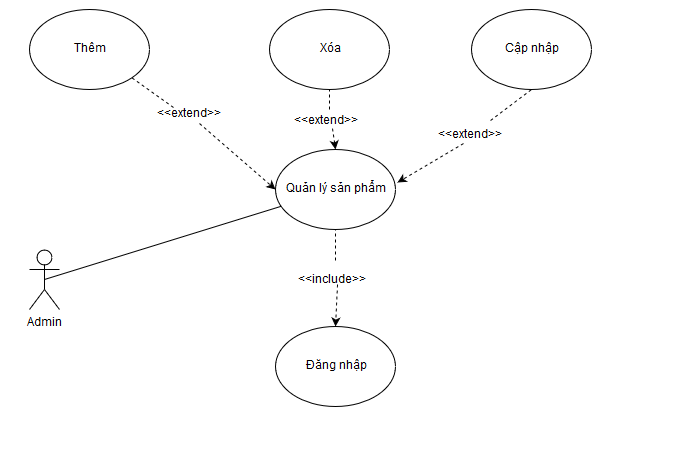 Thêm
Xóa
Cập nhập
<<extend>>
<<extend>>
<<extend>>
Quản lý sản phẩm
<<include>>
Admin
Đăng nhập